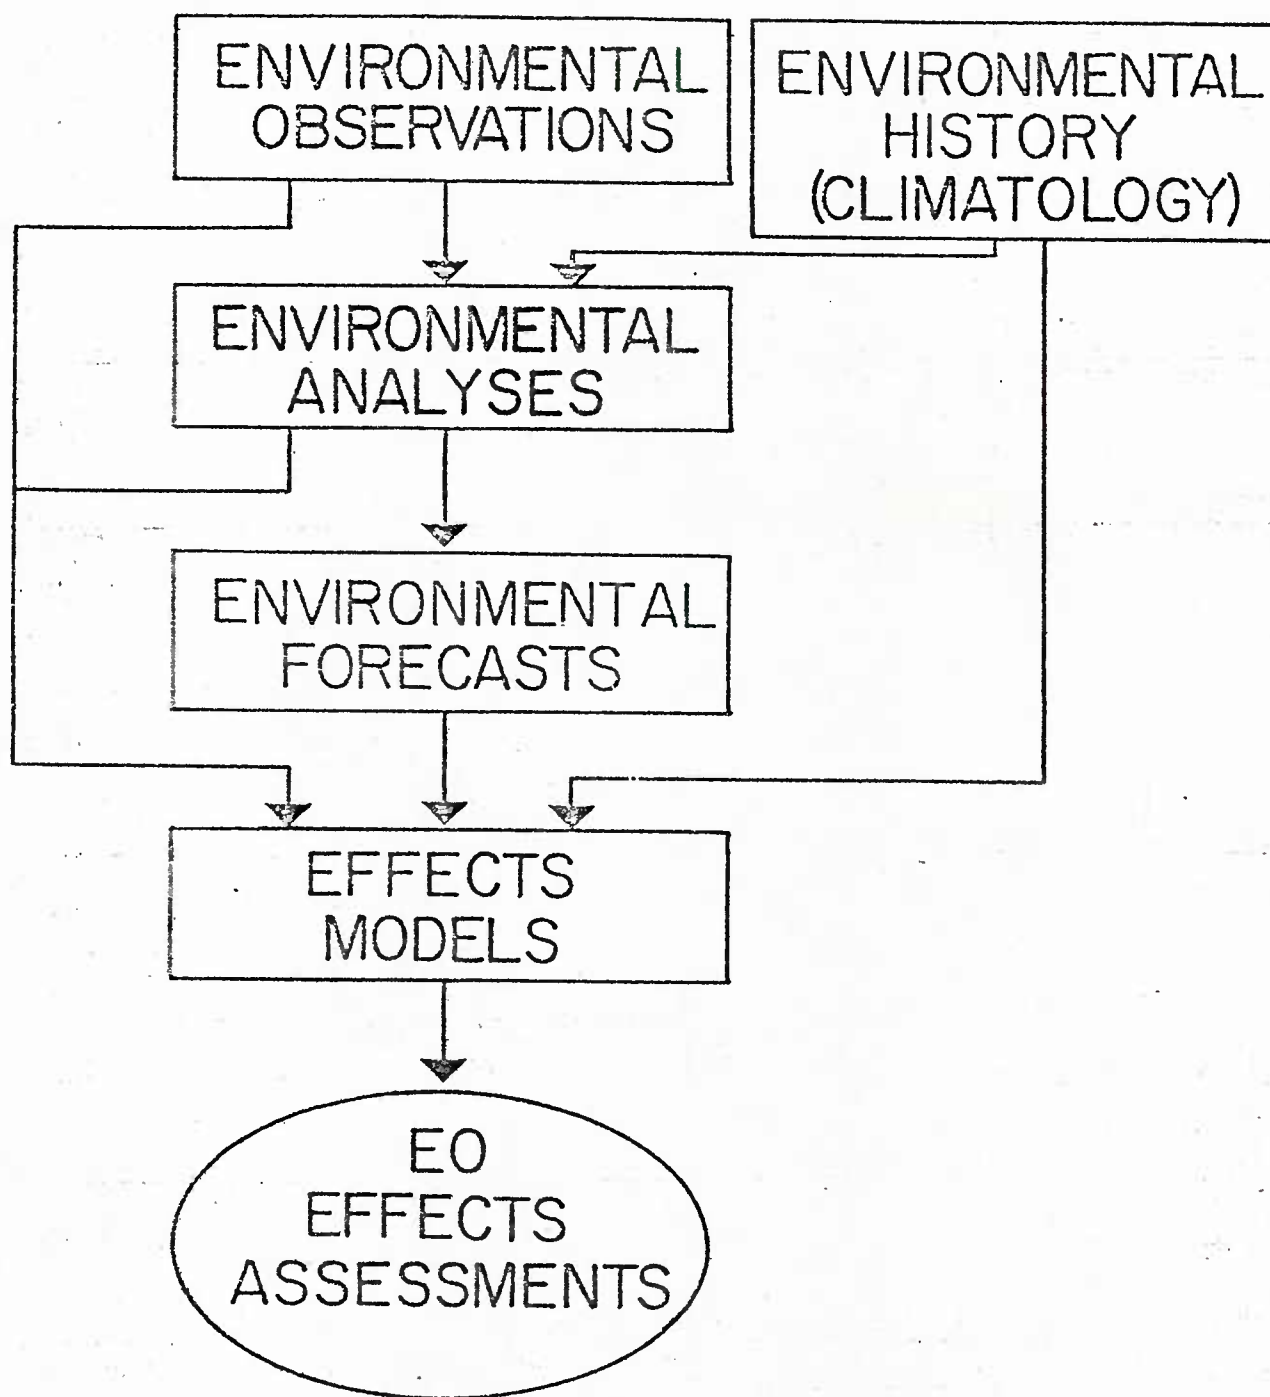 ENVIRONMENTAL
OBSERVATIONS
ENVIRONMENTAL
HISTORY
(CLIMATOLOGY)
ENVIRONMENTAL
ANALYSES
ENVIRONMENTAL
FORECASTS
EFFECTS
MODELS
EO
EFFECTS
ASSESSMENTS